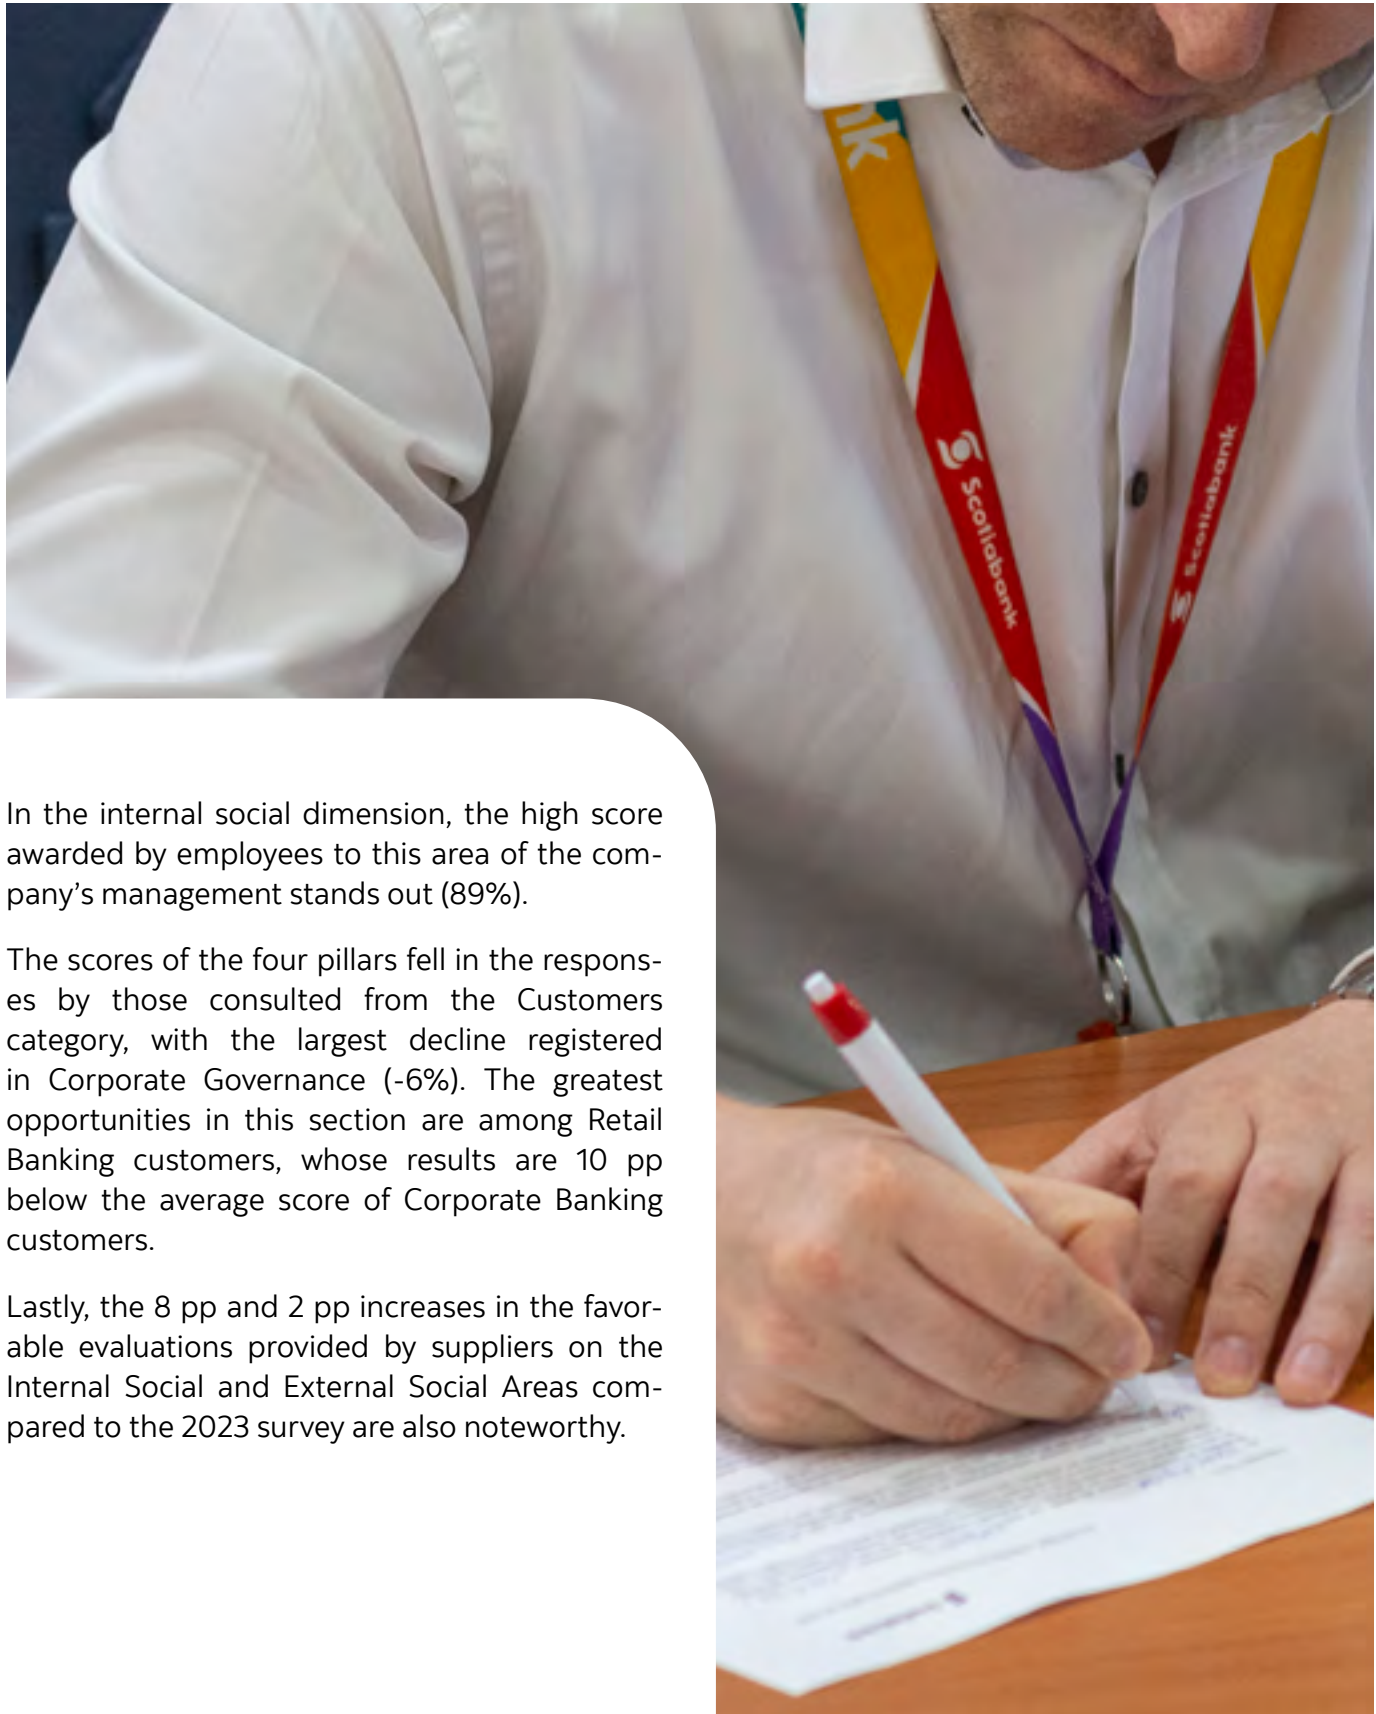 nk
Scotiabank
Scotiabank
In the internal social dimension, the high score
awarded by employees to this area of the com-
pany's management stands out (89%).
The scores of the four pillars fell in the respons-
es by those consulted from the Customers
category, with the largest decline registered
in Corporate Governance (-6%). The greatest
opportunities in this section are among Retail
Banking customers, whose results are 10 pp
below the average score of Corporate Banking
customers.
Lastly, the 8 pp and 2 pp increases in the favor-
able evaluations provided by suppliers on the
Internal Social and External Social Areas com-
pared to the 2023 survey are also noteworthy.